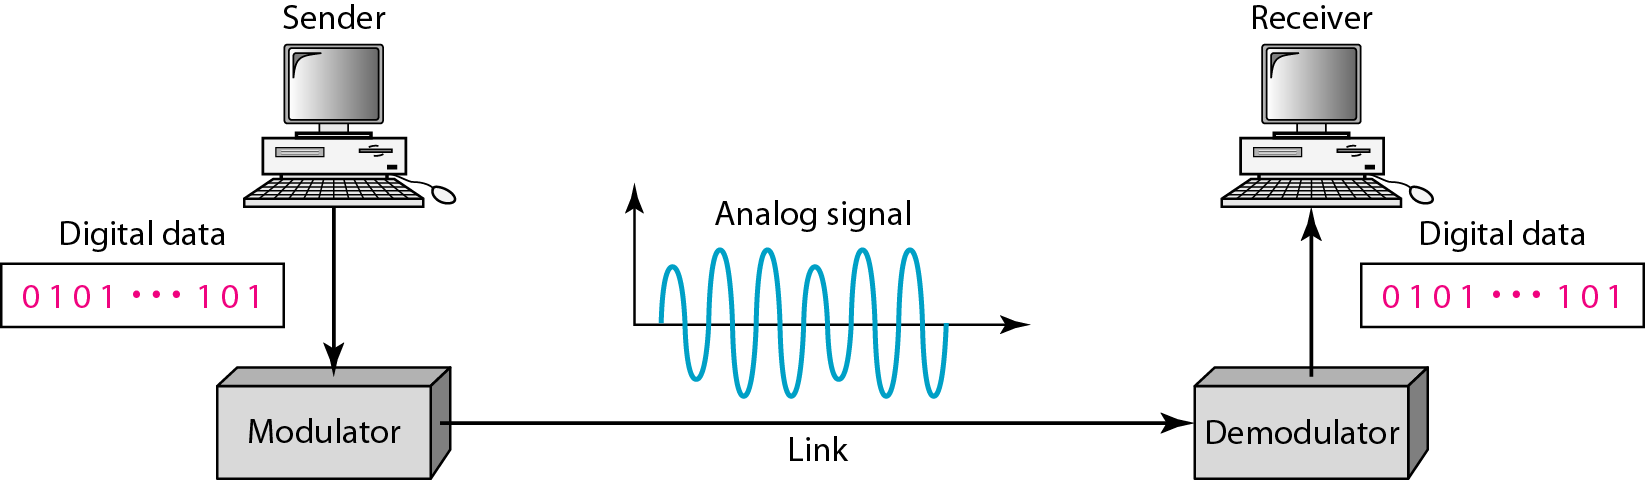 Sender
Receiver
Digital data
0101 ··· 101
Analog signal
Digital data
0101 ··· 101
Modulator
Link
Demodulator